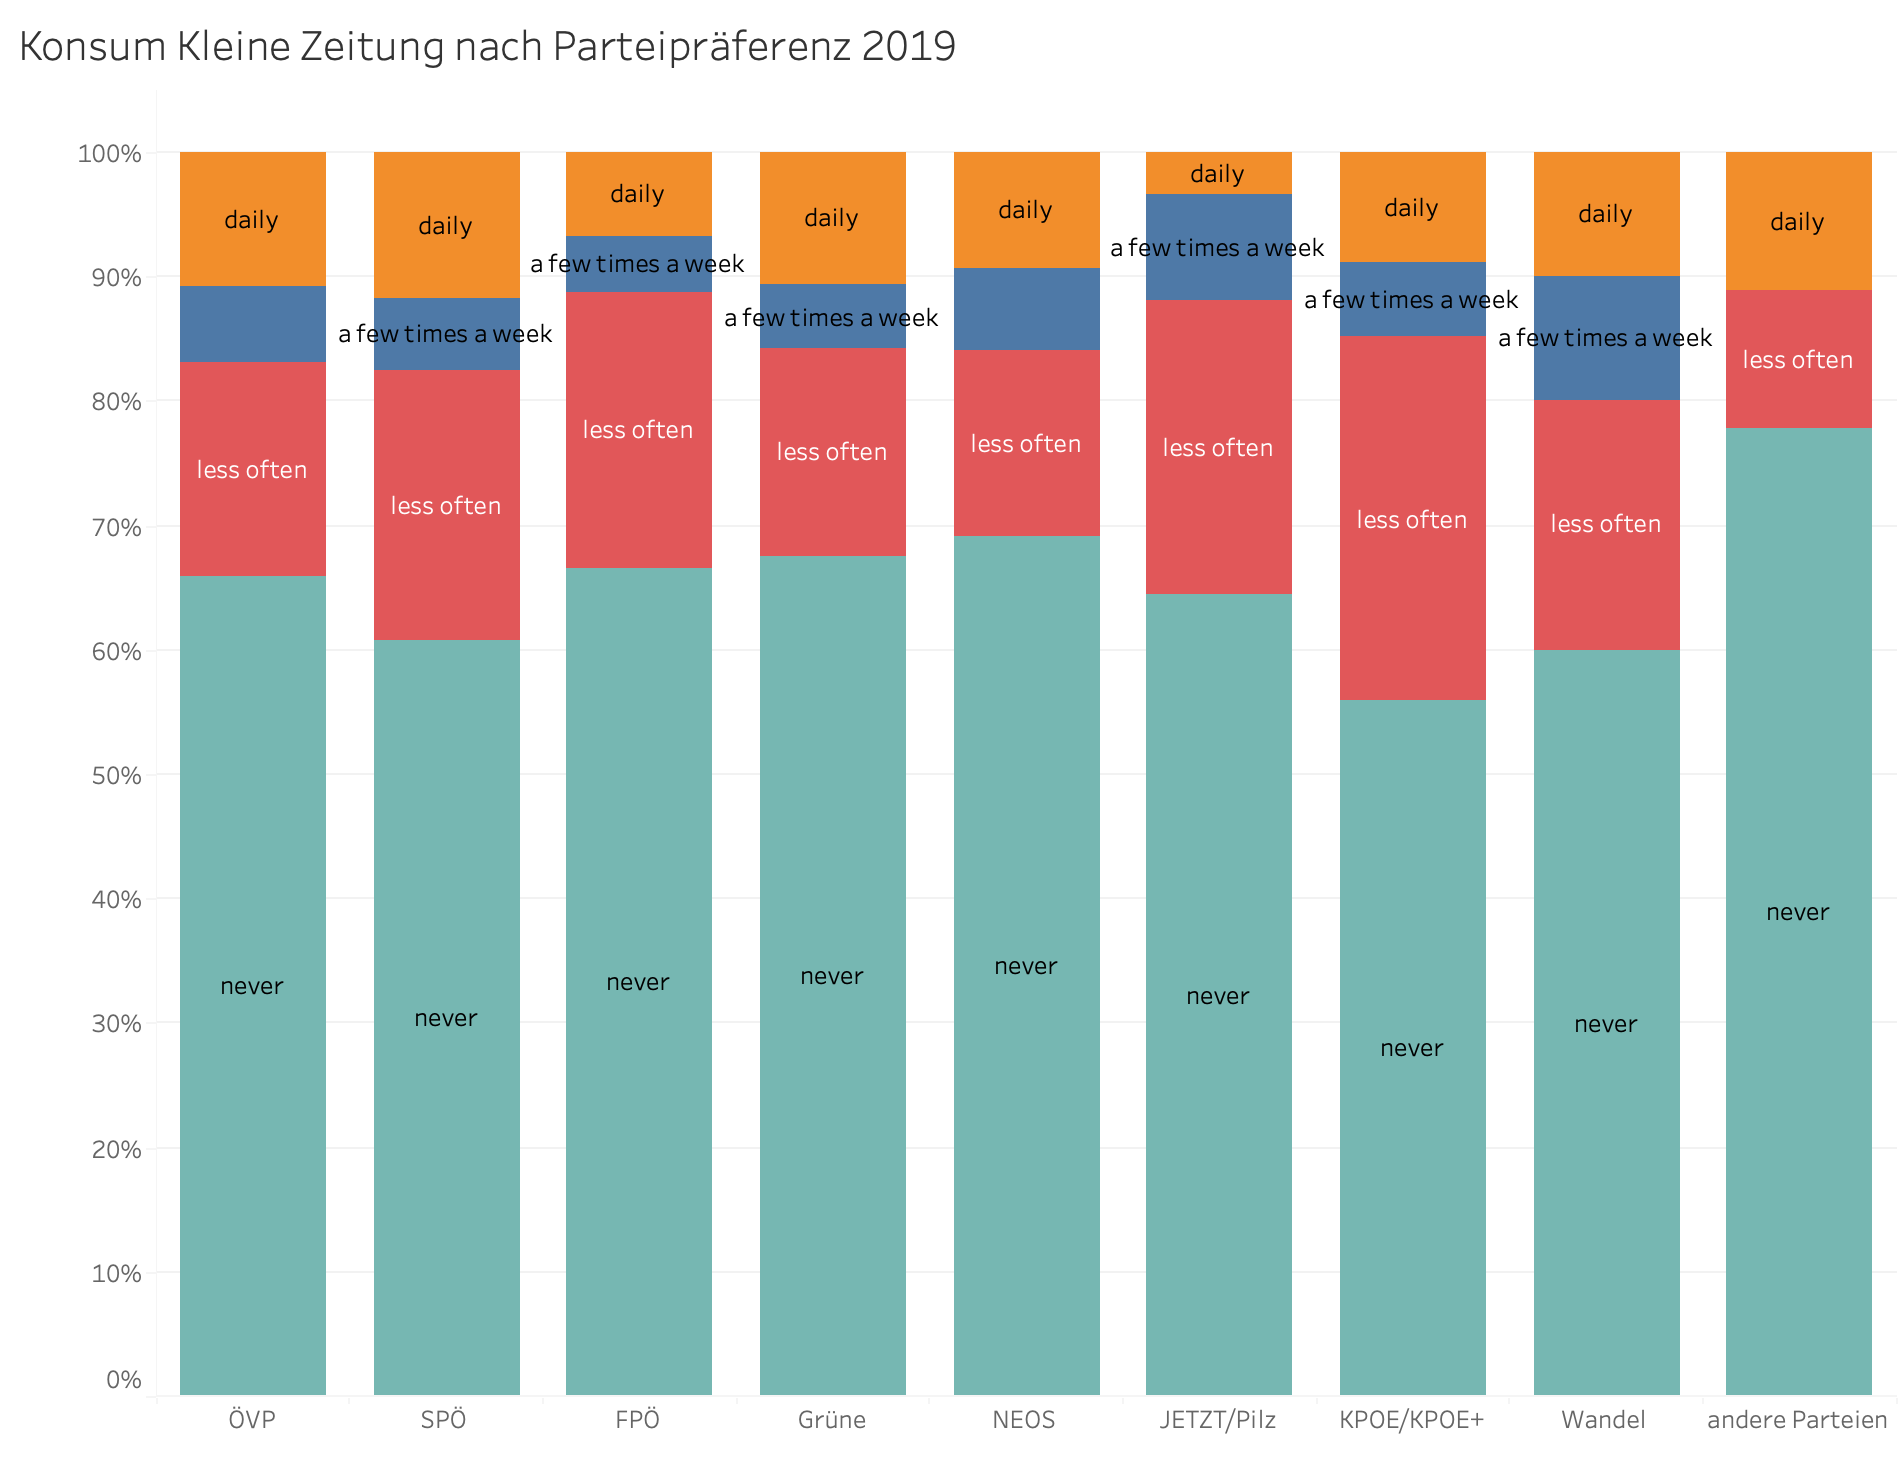 Konsum Kleine Zeitung nach Parteipräferenz 2019
100%
90%
80%
70%
60%
50%
40%
30%
20%
10%
0%
daily
less often
never
daily
a few times a week
less often
never
daily
a few times a week
less often
never
daily
a few times a week
less often
never
daily
less often
never
daily
a few times a week
less often
never
daily
a few times a week
less often
never
daily
a few times a week
less often
never
daily
less often
never
ÖVP
SPÖ
FPÖ
Grüne
NEOS
JETZT/Pilz
KPOE/KPOE+
Wandel
andere Parteien